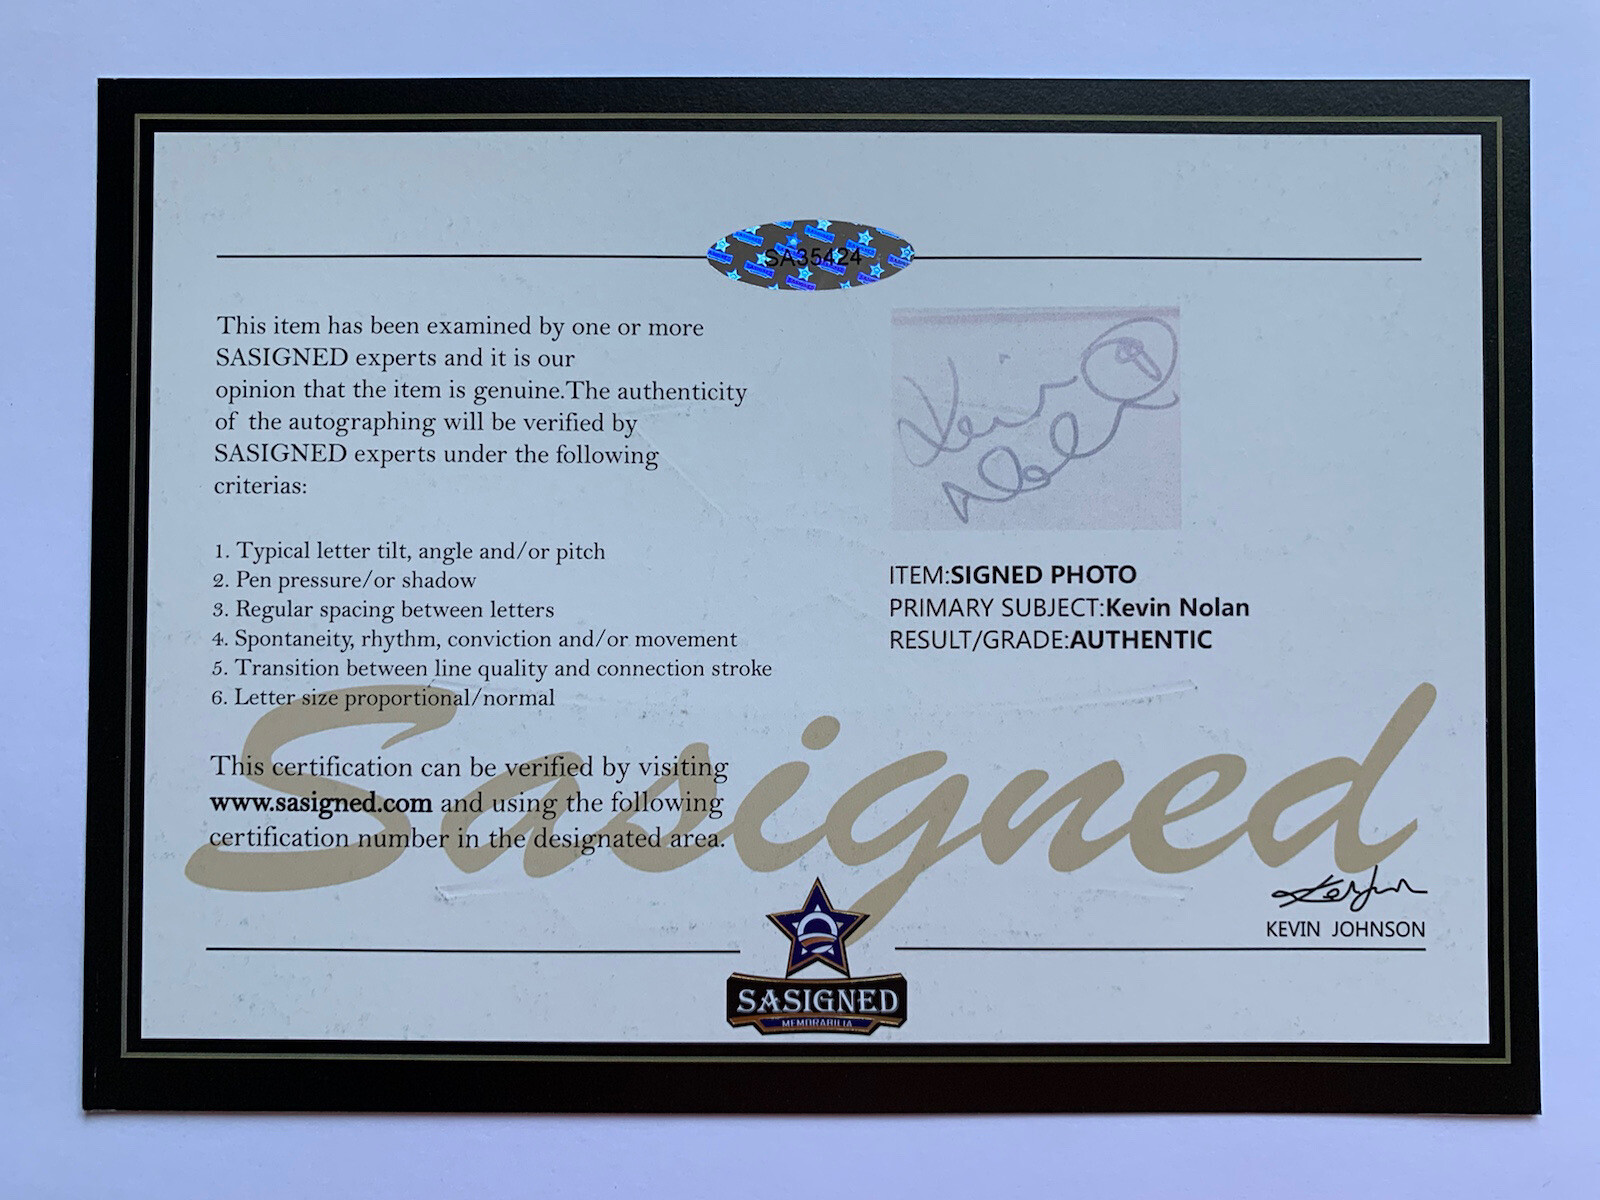 SA35424
This item has been examined by one or more
SASIGNED experts and it is our
opinion that the item is genuine.The authenticity
of the autographing will be verified by
SASIGNED experts under the following
criterias:
1. Typical letter tilt, angle and/or pitch
2. Pen pressure/or shadow
3. Regular spacing between letters
4. Spontaneity, rhythm, conviction and/or movement
5. Transition between line quality and connection stroke
6. Letter size proportional/normal
This certification can be verified by visiting
www.sasigned.com and using the following
certification number in the designated area.
Kevin
Nolan
ITEM:SIGNED PHOTO
PRIMARY SUBJECT:Kevin Nolan
RESULT/GRADE:AUTHENTIC
Sasigned
KEVIN JOHNSON
SASIGNED
MEMORABILIA